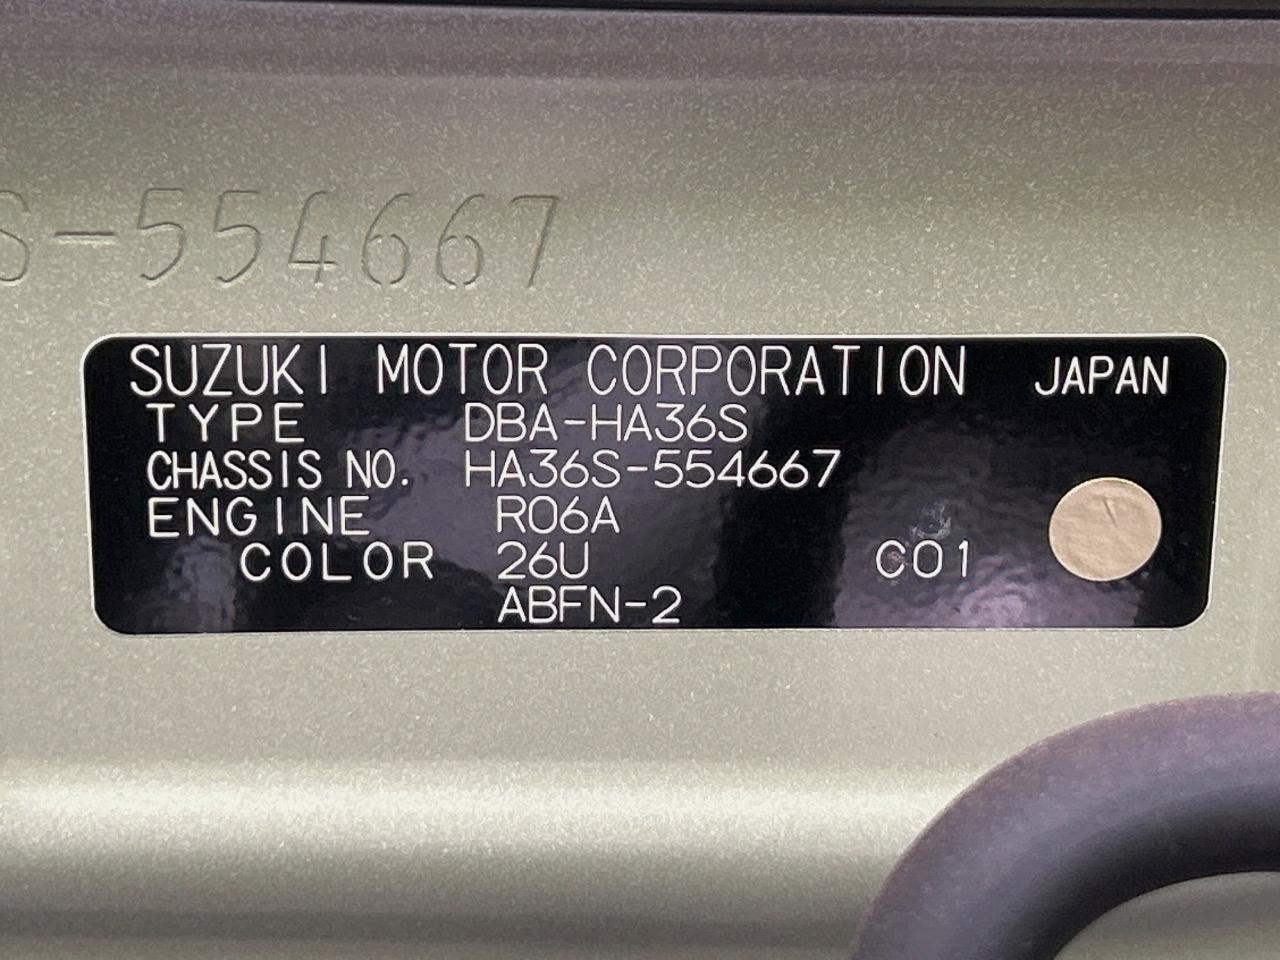 S-554667
SUZUKI MOTOR CORPORATION JAPAN
TYPE DBA-HA36S
CHASSIS NO. HA36S-554667
ENGINE R06A
COLOR 26U C01
ABFN-2